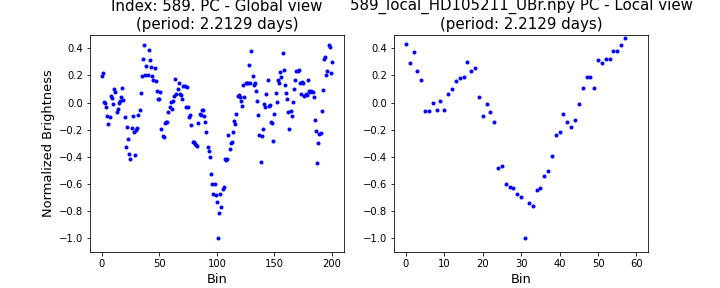 Index: 589. PC - Global view
(period: 2.2129 days)
589_local_HD105211_UBr.npy PC - Local view
(period: 2.2129 days)
Normalized Brightness
0.4
0.2
0.0
−0.2
−0.4
−0.6
−0.8
−1.0
0 50 100 150 200
Bin
0.4
0.2
0.0
−0.2
−0.4
−0.6
−0.8
−1.0
0 10 20 30 40 50 60
Bin